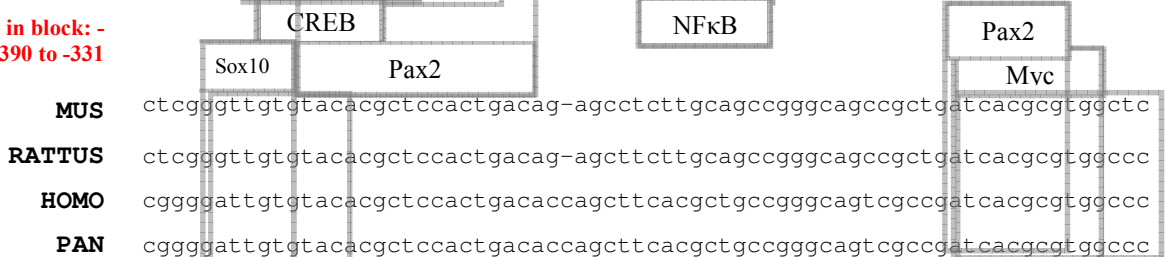 in block: -
390 to -331
CREB
NFκB
Pax2
Sox10
Pax2
Myc
MUS ctcgggttgtgtacacgctccactgacag-agcctcttgcagccgggcagccgctgatcacgcgtggctc
RATTUS ctcgggttgtgtacacgctccactgacag-agcttcttgcagccgggcagccgctgatcacgcgtggccc
HOMO cggggattgtgtacacgctccactgacaccagcttcacgctgccgggcagtcgccgatcacgcgtggccc
PAN cggggattgtgtacacgctccactgacaccagcttcacgctgccgggcagtcgcccgatcacgcgtggccc